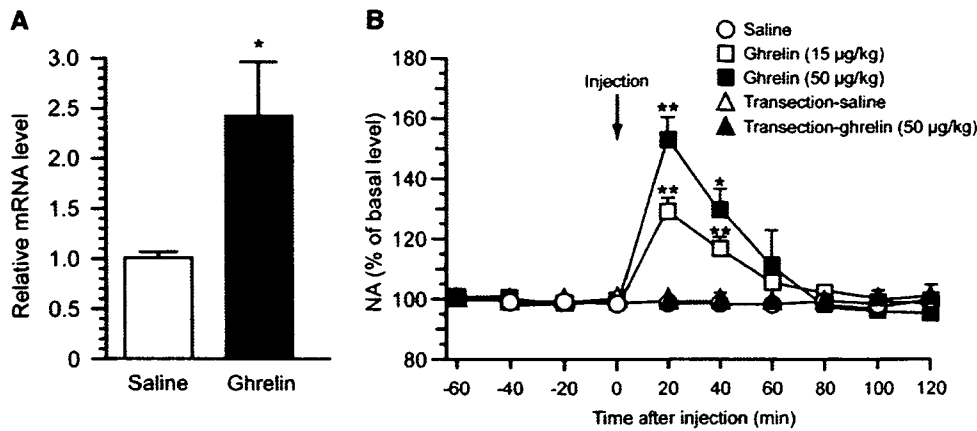 A
Relative mRNA level
3.0
2.5
2.0
1.5
1.0
0.5
0
*
Saline
Ghrelin
B
Saline
Ghrelin (15 µg/kg)
Ghrelin (50 µg/kg)
Transection-saline
Transection-ghrelin (50 µg/kg)
NA (% of basal level)
180
160
140
120
100
80
Injection
**
*
**
**
-60
-40
-20
0
20
40
60
80
100
120
Time after injection (min)